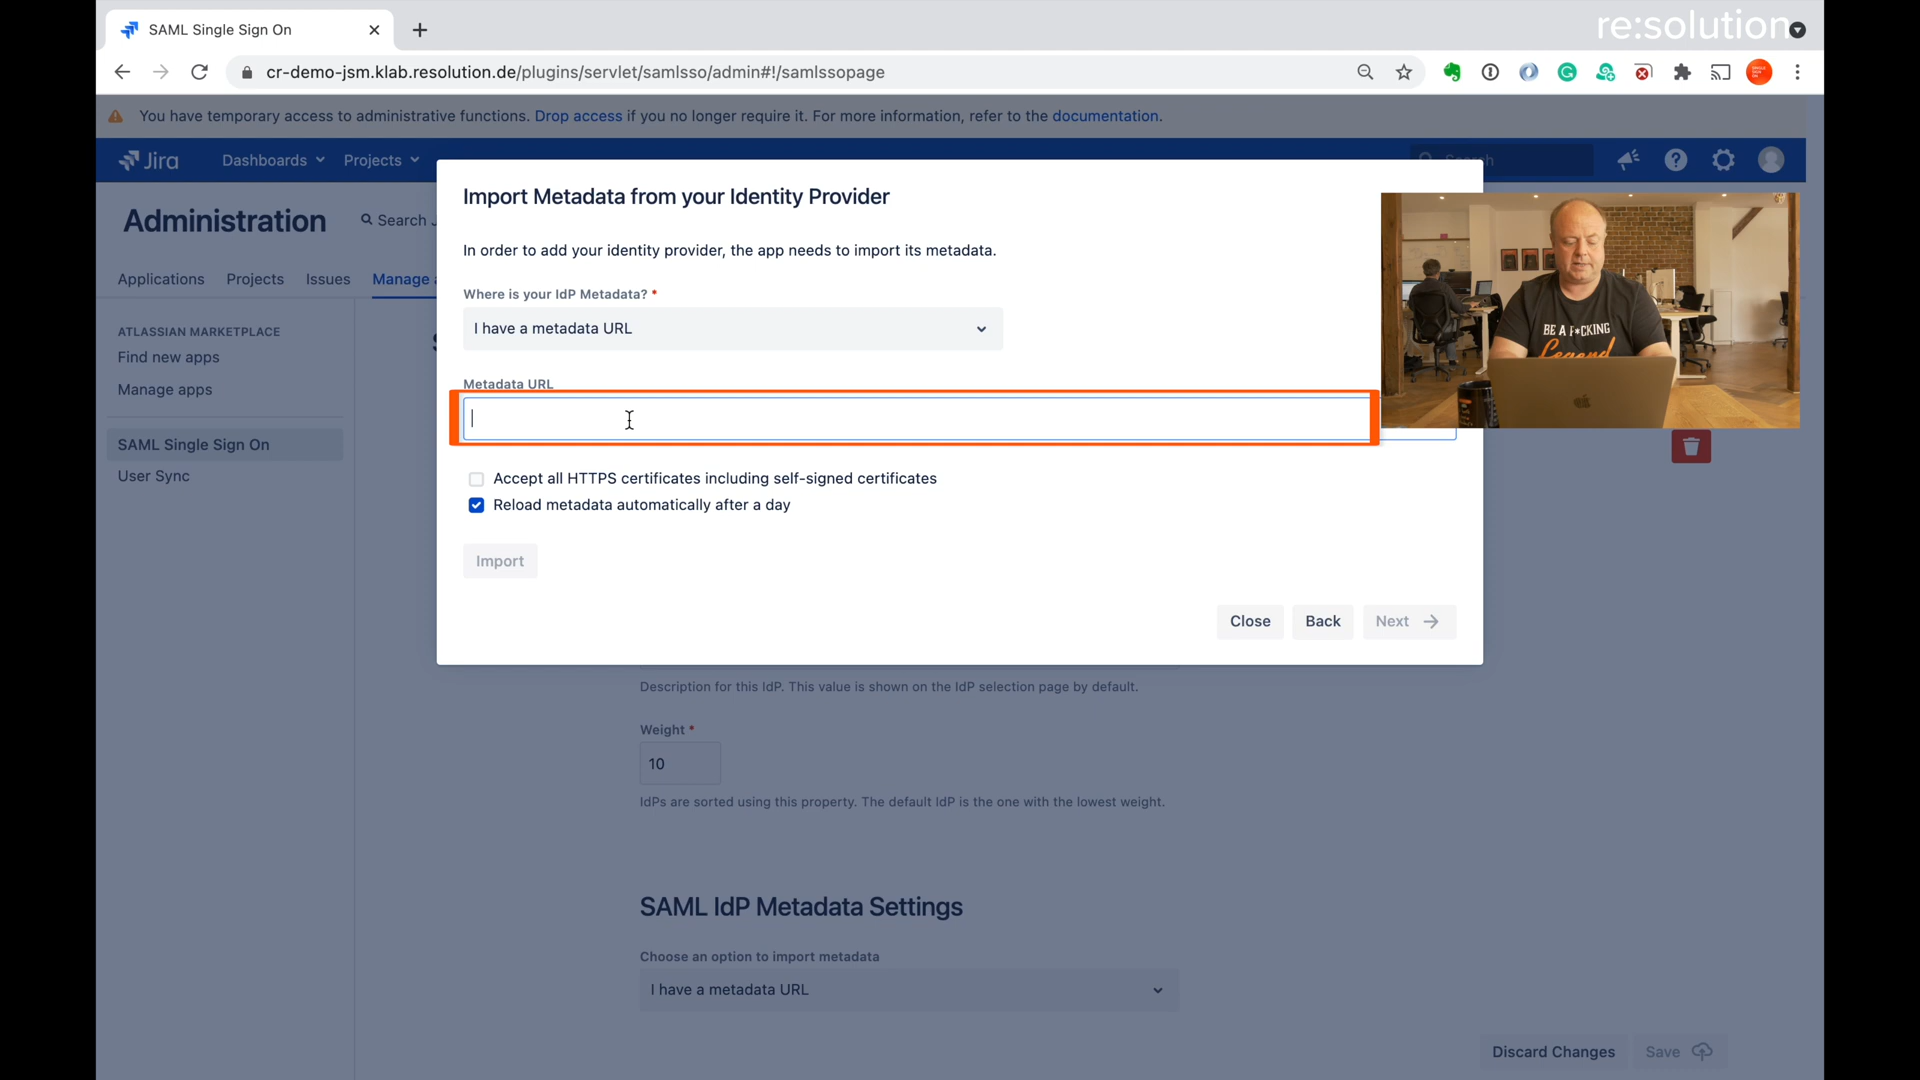 SAML Single Sign On
re:solution
cr-demo-jsm.klab.resolution.de/plugins/servlet/samlsso/admin#!/samlssopage
You have temporary access to administrative functions. Drop access if you no longer require it. For more information, refer to the documentation.
Jira
Dashboards
Projects
Search
Administration
Search
Applications
Projects
Issues
Manage
ATLASSIAN MARKETPLACE
Find new apps
Manage apps
SAML Single Sign On
User Sync
Import Metadata from your Identity Provider
In order to add your identity provider, the app needs to import its metadata.
Where is your IdP Metadata? *
I have a metadata URL
Metadata URL
Accept all HTTPS certificates including self-signed certificates
Reload metadata automatically after a day
Import
Close
Back
Next
BE A F*CKING
Legend
Description for this IdP. This value is shown on the IdP selection page by default.
Weight *
10
IdPs are sorted using this property. The default IdP is the one with the lowest weight.
SAML IdP Metadata Settings
Choose an option to import metadata
I have a metadata URL
Discard Changes
Save